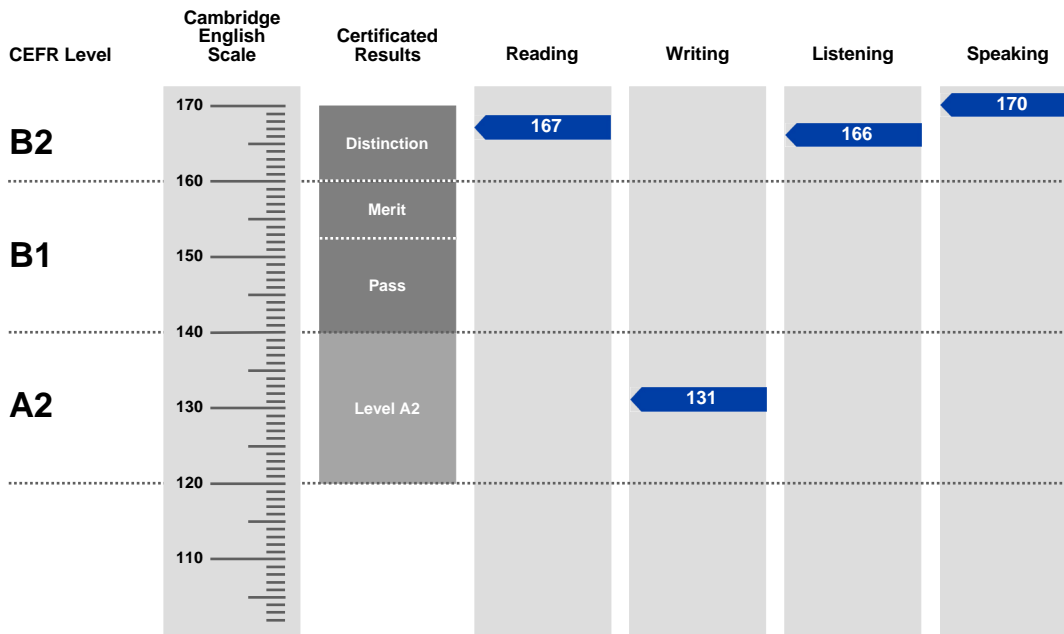 CEFR Level
Cambridge
English
Scale
Certificated
Results
Reading
Writing
Listening
Speaking
170
170
167
166
B2
Distinction
160
Merit
B1
150
Pass
140
A2
130
Level A2
131
120
110